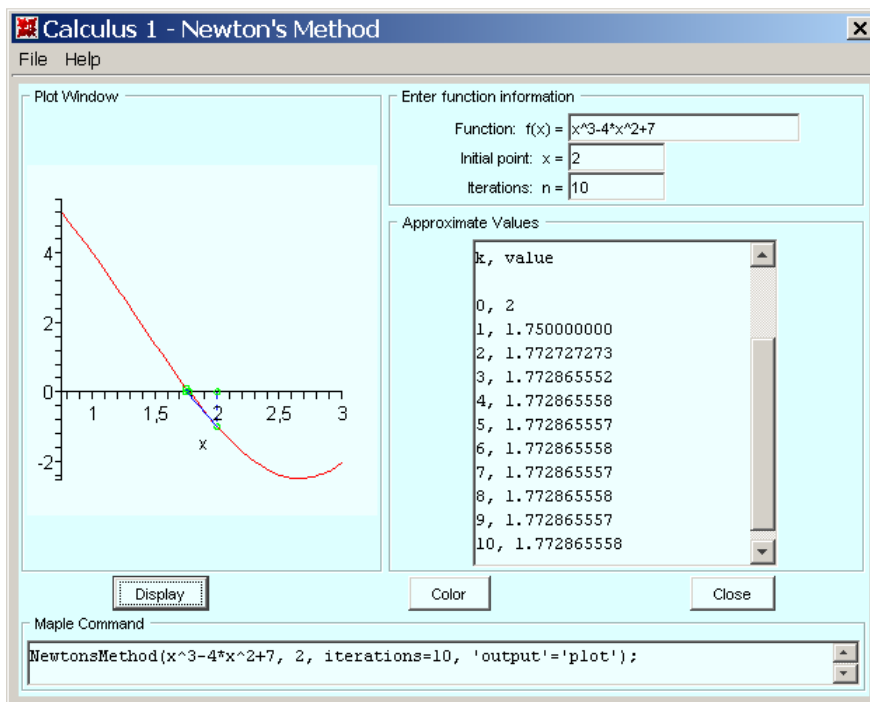 Calculus 1 - Newton's Method
File Help
Plot Window
4
2
0
-2
1 1,5 2 2,5 3
x
Enter function information
Function: f(x) = x^3-4*x^2+7
Initial point: x = 2
Iterations: n = 10
Approximate Values
k, value
0, 2
1, 1.750000000
2, 1.772727273
3, 1.772865552
4, 1.772865558
5, 1.772865557
6, 1.772865558
7, 1.772865557
8, 1.772865558
9, 1.772865557
10, 1.772865558
Display Color Close
Maple Command
NewtonsMethod(x^3-4*x^2+7, 2, iterations=10, 'output'='plot');